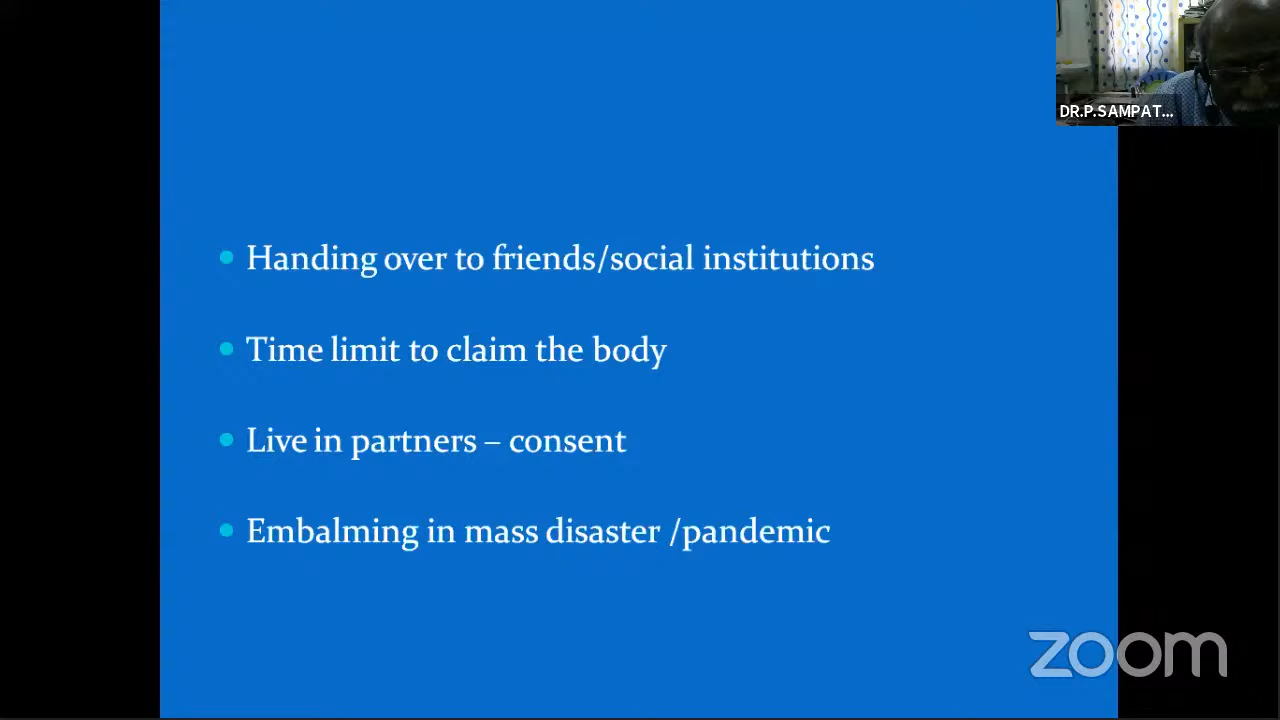 DR.P.SAMPAT...
Handing over to friends/social institutions
Time limit to claim the body
Live in partners – consent
Embalming in mass disaster /pandemic
zoom